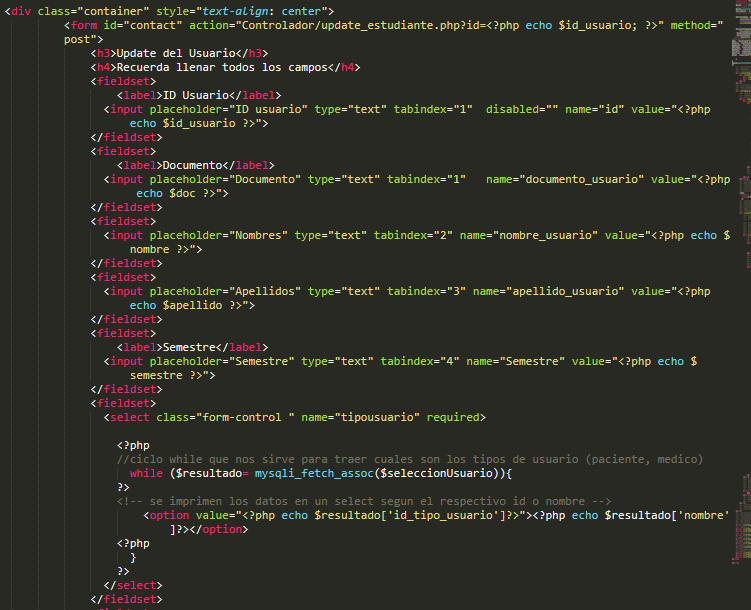 <div class="container" style="text-align: center">
<form id="contact" action="Controlador/update_estudiante.php?id=<?php echo $id_usuario; ?>" method="
post">
<h3>Update del Usuario</h3>
<h4>Recuerda llenar todos los campos</h4>
<fieldset>
<label>ID Usuario</label>
<input placeholder="ID usuario" type="text" tabindex="1"  disabled="" name="id" value="<?php
echo $id_usuario ?>">
</fieldset>
<fieldset>
<label>Documento</label>
<input placeholder="Documento" type="text" tabindex="1"   name="documento_usuario" value="<?php
echo $doc ?>">
</fieldset>
<fieldset>
<input placeholder="Nombres" type="text" tabindex="2" name="nombre_usuario" value="<?php echo $
nombre ?>">
</fieldset>
<fieldset>
<input placeholder="Apellidos" type="text" tabindex="3" name="apellido_usuario" value="<?php
echo $apellido ?>">
</fieldset>
<fieldset>
<label>Semestre</label>
<input placeholder="Semestre" type="text" tabindex="4" name="Semestre" value="<?php echo $
semestre ?>">
</fieldset>
<fieldset>
<select class="form-control " name="tipousuario" required>
<?php
//ciclo while que nos sirve para traer cuales son los tipos de usuario (paciente, medico)
while ($resultado= mysqli_fetch_assoc($seleccionUsuario)){
?>
<!-- se imprimen los datos en un select segun el respectivo id o nombre -->
<option value="<?php echo $resultado['id_tipo_usuario']?>"><?php echo $resultado['nombre'
]?></option>
<?php
}
?>
</select>
</fieldset>